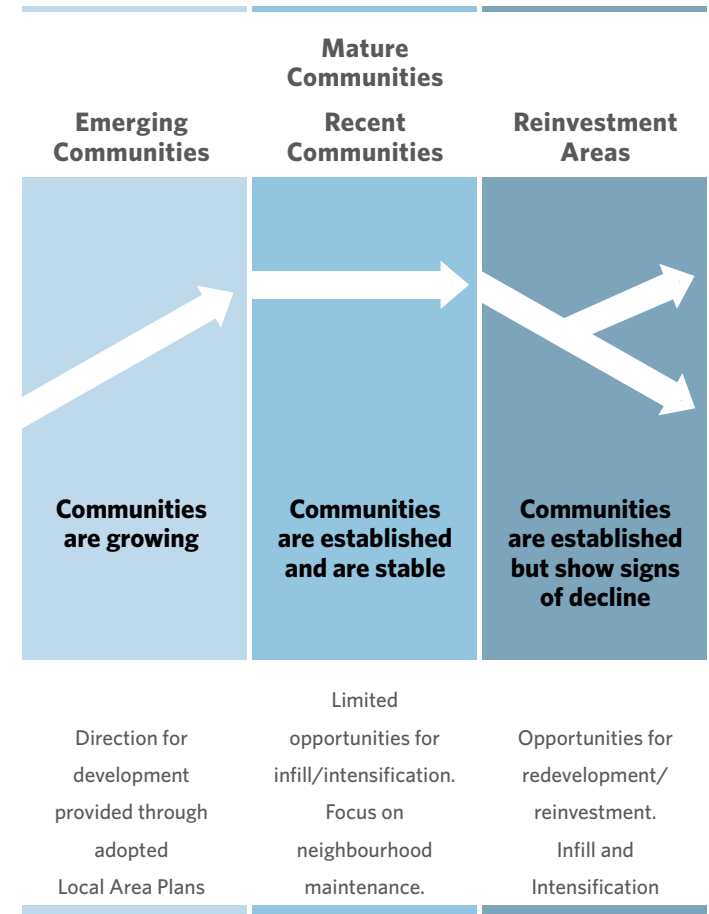 Emerging
Communities
Communities
are growing
Direction for
development
provided through
adopted
Local Area Plans
Mature
Communities
Recent
Communities
Communities
are established
and are stable
Limited
opportunities for
infill/intensification.
Focus on
neighbourhood
maintenance.
Reinvestment
Areas
Communities
are established
but show signs
of decline
Opportunities for
redevelopment/
reinvestment.
Infill and
Intensification